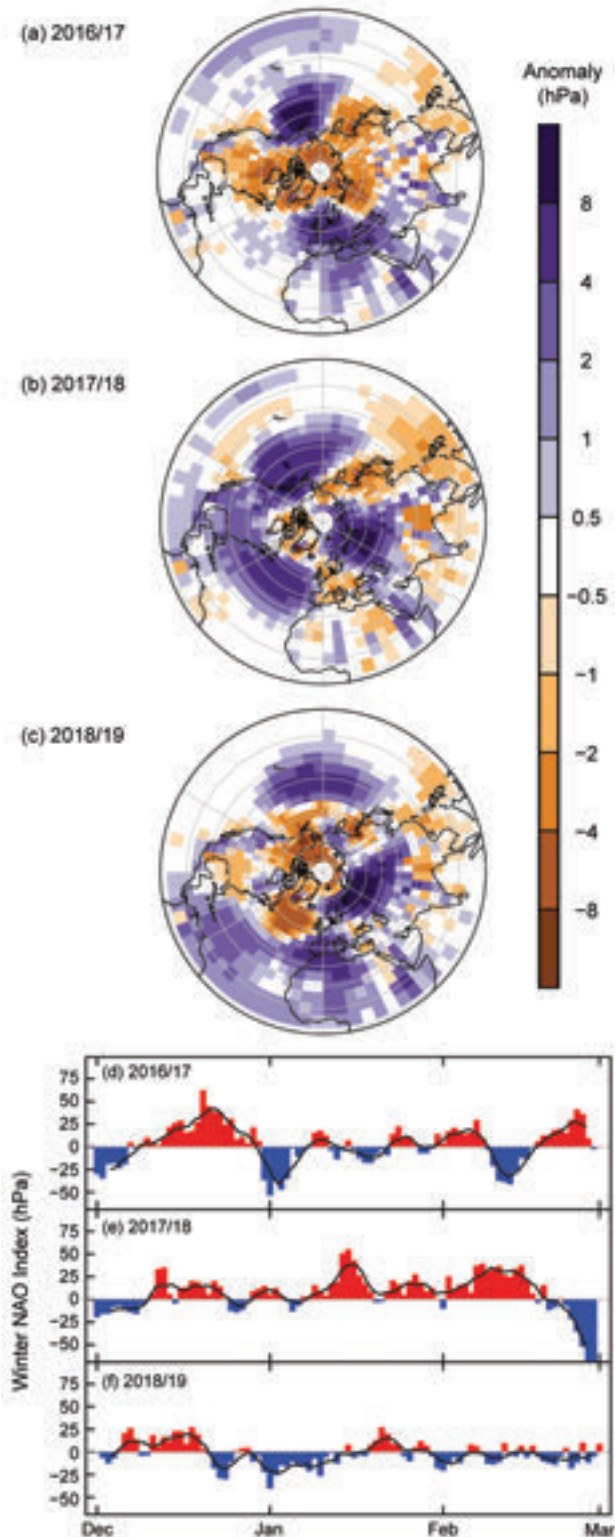 (a) 2016/17
Anomaly
(hPa)
8
4
2
1
0.5
−0.5
−1
−2
−4
−8
(b) 2017/18
(c) 2018/19
Winter NAO Index (hPa)
(d) 2016/17
75
50
25
0
−25
−50
(e) 2017/18
75
50
25
0
−25
−50
(f) 2018/19
75
50
25
0
−25
−50
Dec Jan Feb Mar